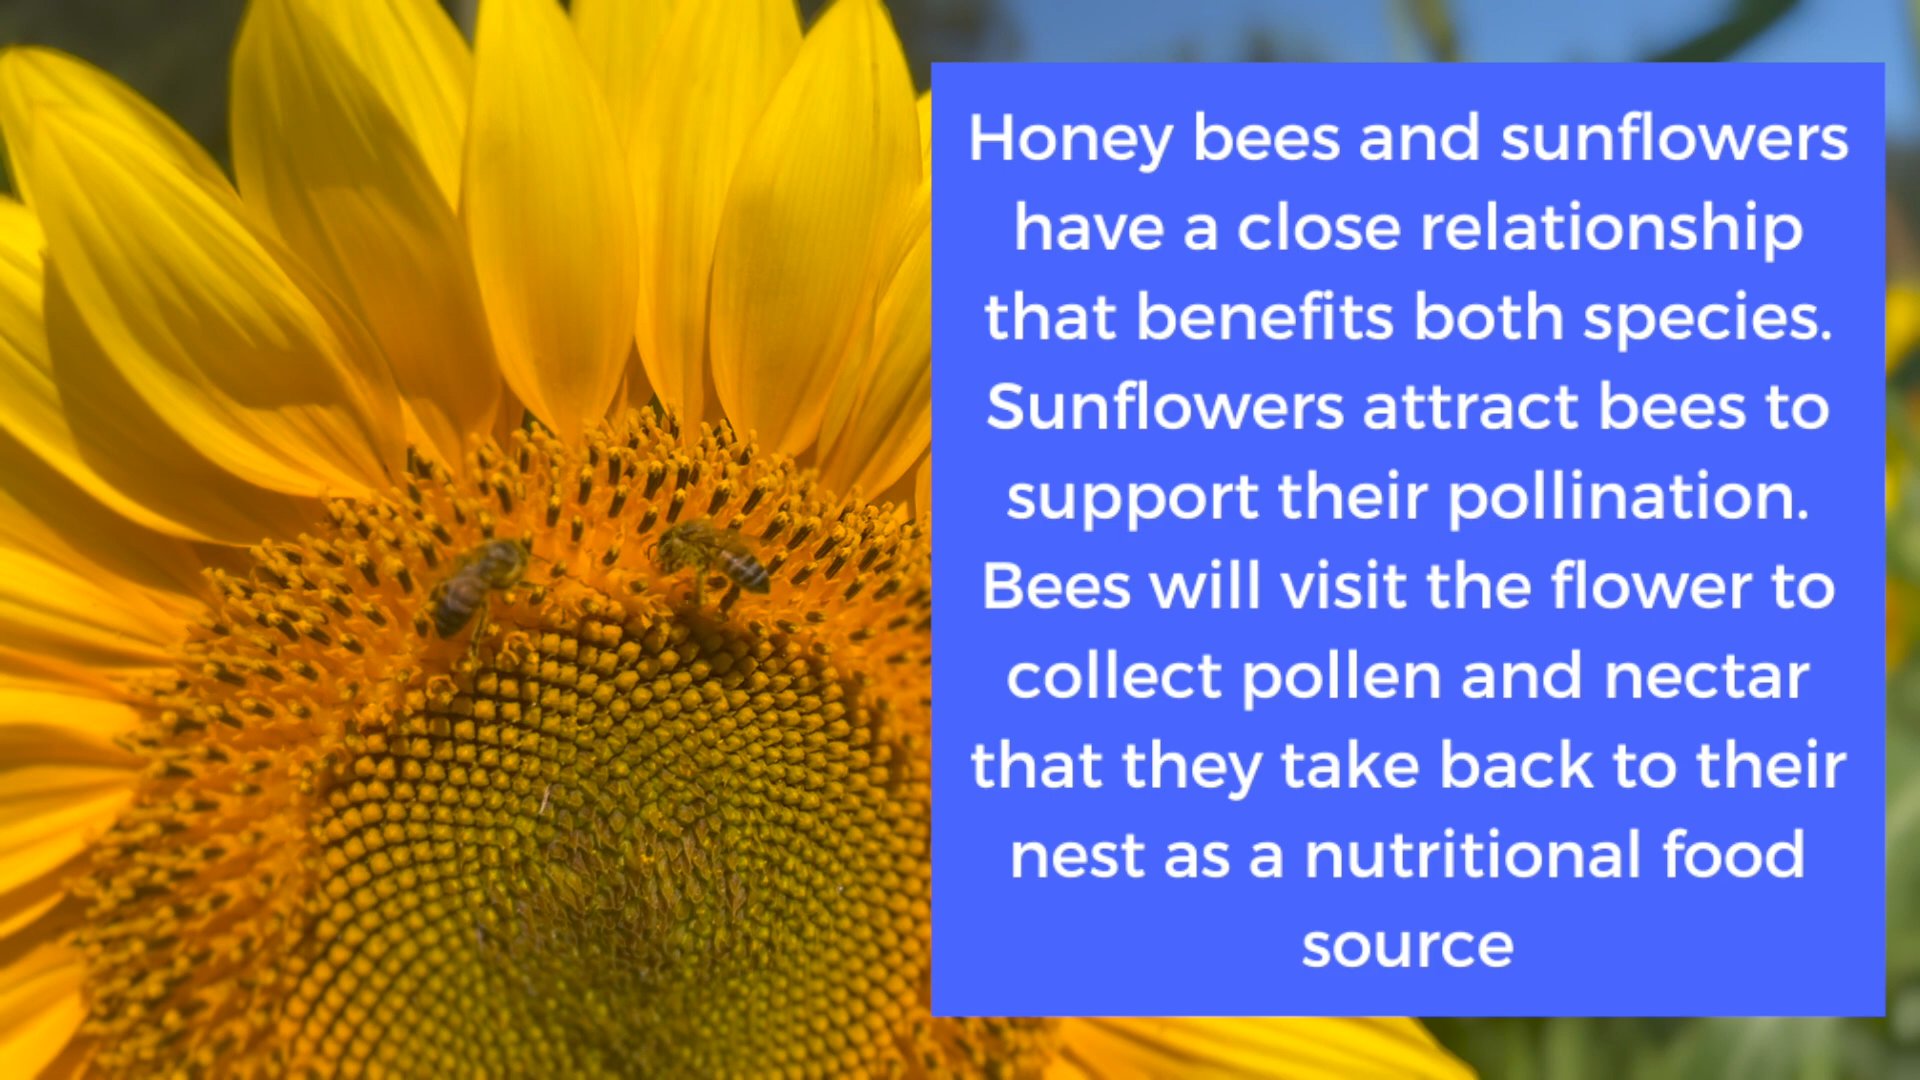 Honey bees and sunflowers
have a close relationship
that benefits both species.
Sunflowers attract bees to
support their pollination.
Bees will visit the flower to
collect pollen and nectar
that they take back to their
nest as a nutritional food
source